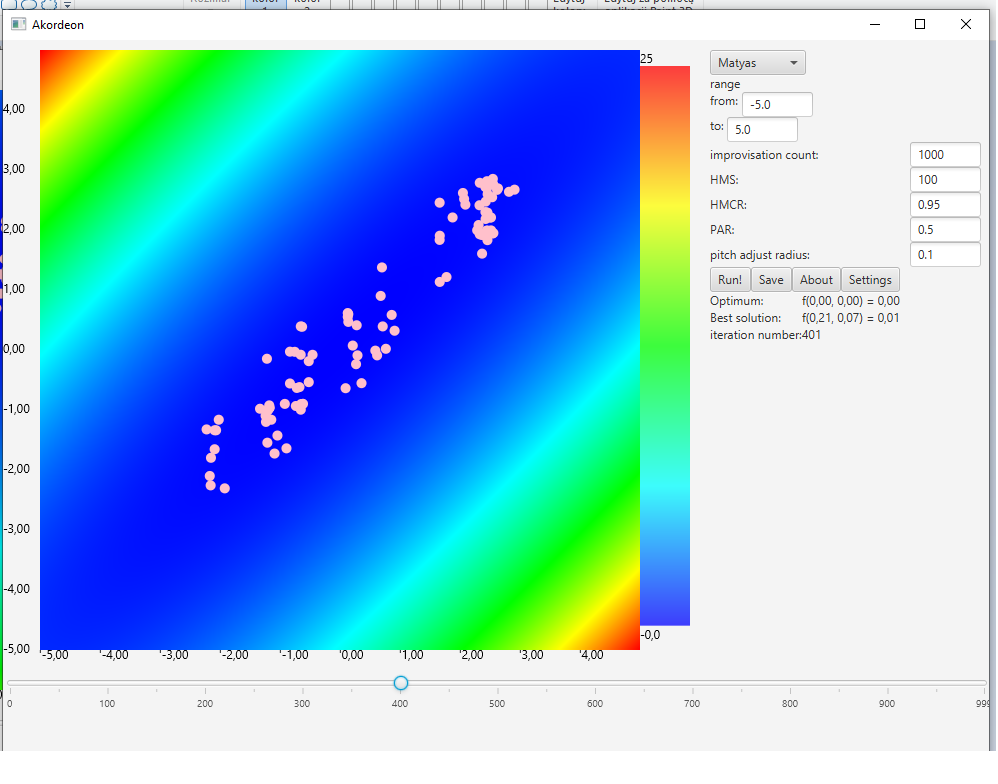 Akordeon
4,00
3,00
2,00
1,00
0,00
-1,00
-2,00
-3,00
-4,00
-5,00
'-5,00 '-4,00 '-3,00 '-2,00 '-1,00 '0,00 '1,00 '2,00 '3,00 '4,00
25
-0,0
Matyas
range
from: -5.0
to: 5.0
improvisation count: 1000
HMS: 100
HMCR: 0.95
PAR: 0.5
pitch adjust radius: 0.1
Run! Save About Settings
Optimum: f(0,00, 0,00) = 0,00
Best solution: f(0,21, 0,07) = 0,01
iteration number:401
0 100 200 300 400 500 600 700 800 900 999